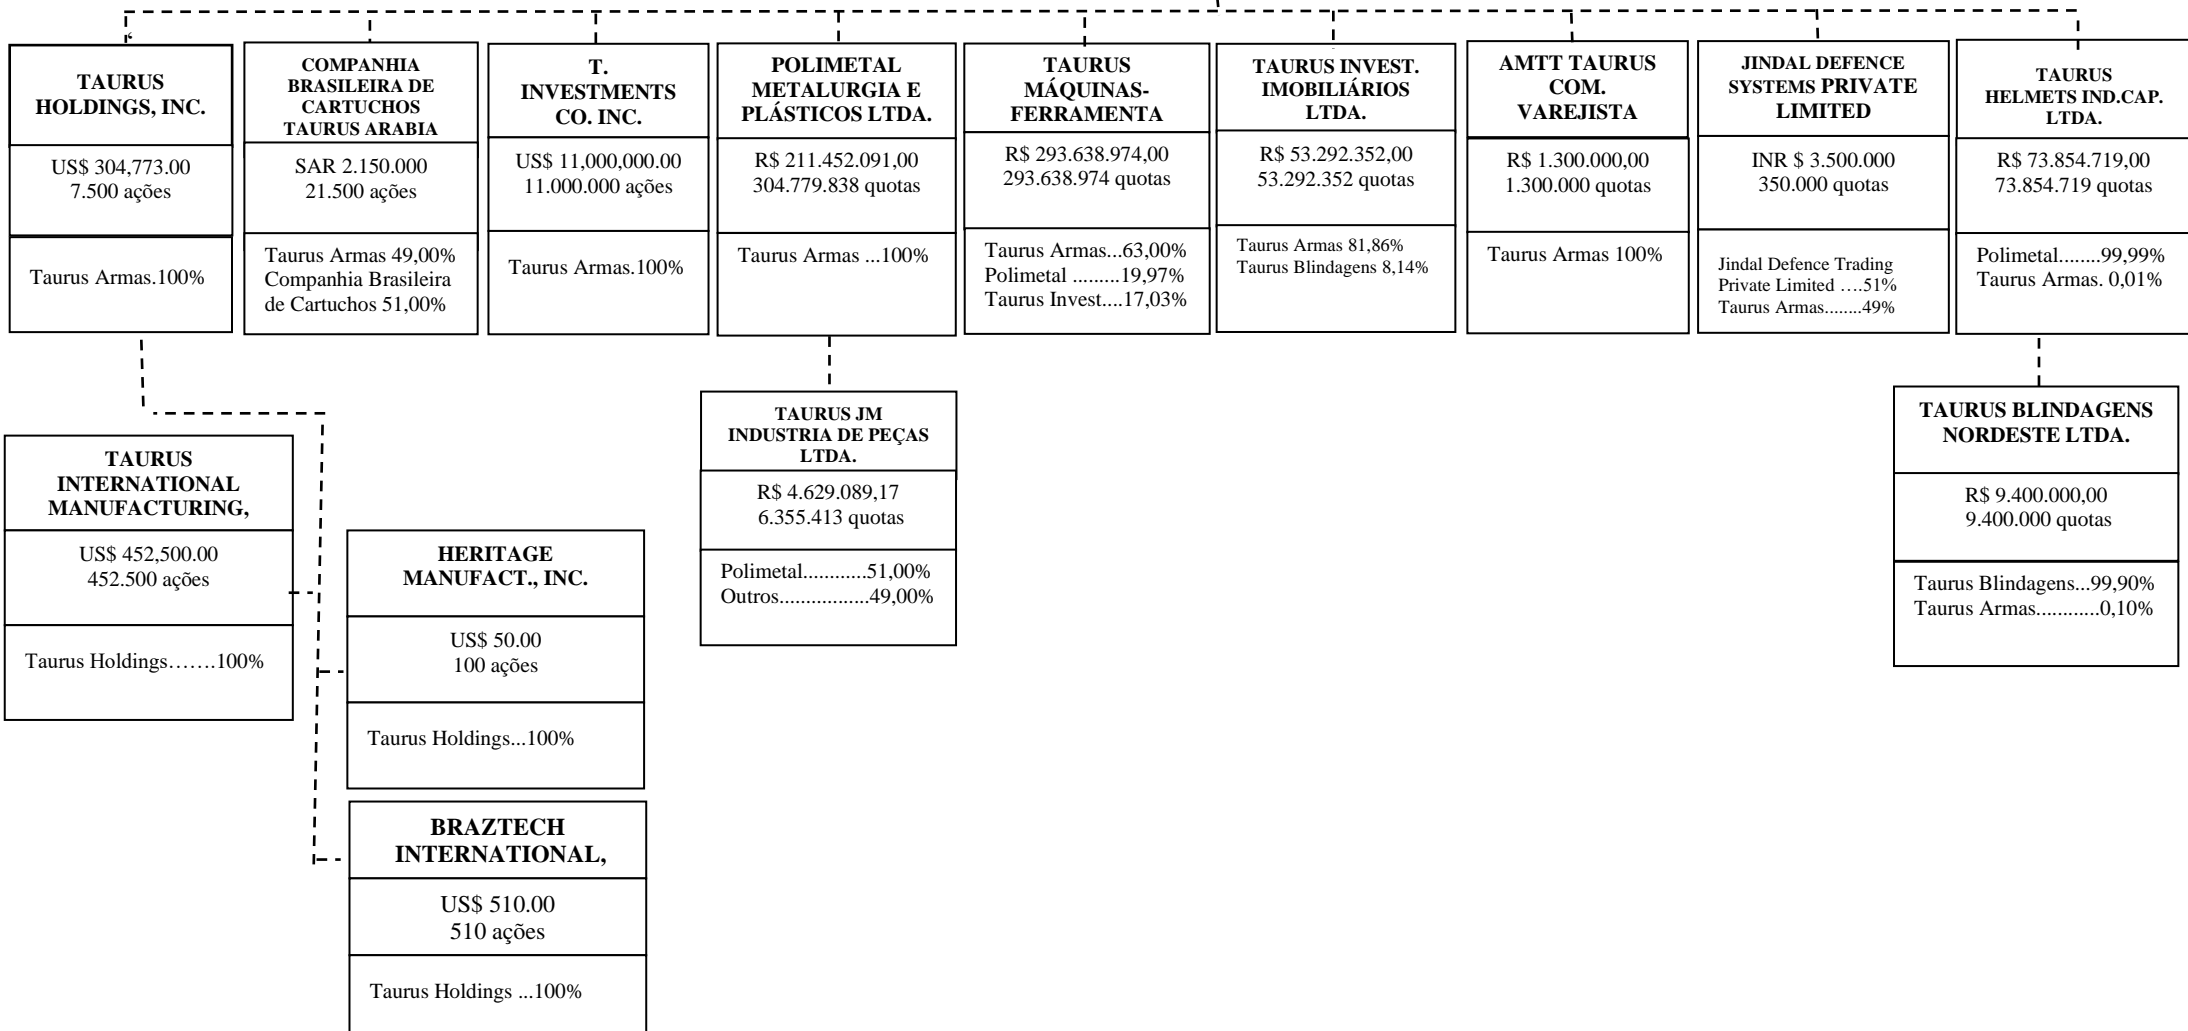 TAURUS
HOLDINGS, INC.
US$ 304,773.00
7.500 ações
Taurus Armas.100%
COMPANHIA
BRASILEIRA DE
CARTUCHOS
TAURUS ARABIA
SAR 2.150.000
21.500 ações
Taurus Armas 49,00%
Companhia Brasileira
de Cartuchos 51,00%
T.
INVESTMENTS
CO. INC.
US$ 11,000,000.00
11.000.000 ações
Taurus Armas.100%
POLIMETAL
METALURGIA E
PLÁSTICOS LTDA.
R$ 211.452.091,00
304.779.838 quotas
Taurus Armas ...100%
TAURUS
MÁQUINAS-
FERRAMENTA
R$ 293.638.974,00
293.638.974 quotas
Taurus Armas...63,00%
Polimetal .........19,97%
Taurus Invest....17,03%
TAURUS INVEST.
IMOBILIÁRIOS
LTDA.
R$ 53.292.352,00
53.292.352 quotas
Taurus Armas 81,86%
Taurus Blindagens 8,14%
AMTT TAURUS
COM.
VAREJISTA
R$ 1.300.000,00
1.300.000 quotas
Taurus Armas 100%
JINDAL DEFENCE
SYSTEMS PRIVATE
LIMITED
INR $ 3.500.000
350.000 quotas
Jindal Defence Trading
Private Limited ….51%
Taurus Armas........49%
TAURUS
HELMETS IND.CAP.
LTDA.
R$ 73.854.719,00
73.854.719 quotas
Polimetal........99,99%
Taurus Armas. 0,01%
TAURUS
INTERNATIONAL
MANUFACTURING,
US$ 452,500.00
452.500 ações
Taurus Holdings…….100%
HERITAGE
MANUFACT., INC.
US$ 50.00
100 ações
Taurus Holdings...100%
BRAZTECH
INTERNATIONAL,
US$ 510.00
510 ações
Taurus Holdings ...100%
TAURUS JM
INDUSTRIA DE PEÇAS
LTDA.
R$ 4.629.089,17
6.355.413 quotas
Polimetal............51,00%
Outros.................49,00%
TAURUS BLINDAGENS
NORDESTE LTDA.
R$ 9.400.000,00
9.400.000 quotas
Taurus Blindagens...99,90%
Taurus Armas............0,10%